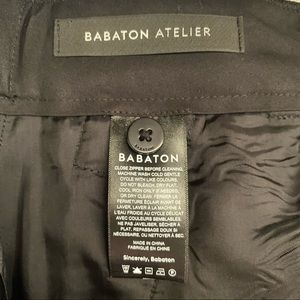 BABATON ATELIER
BABATON
BABATON
CLOSE ZIPPER BEFORE CLEANING.
MACHINE WASH COLD GENTLE
CYCLE WITH LIKE COLOURS.
DO NOT BLEACH. DRY FLAT.
COOL IRON ONLY IF NEEDED.
OR DRY CLEAN. FERMER LA
FERMETURE ÉCLAIR AVANT DE
LAVER. LAVER À LA MACHINE À
L'EAU FROIDE AU CYCLE DÉLICAT
AVEC COULEURS SIMILAIRES.
NE PAS JAVELLISER. SÉCHER À
PLAT. REPASSAGE DOUX SI
NÉCESSAIRE. OU NETTOYER À SEC.
MADE IN CHINA
FABRIQUÉ EN CHINE
Sincerely, Babaton